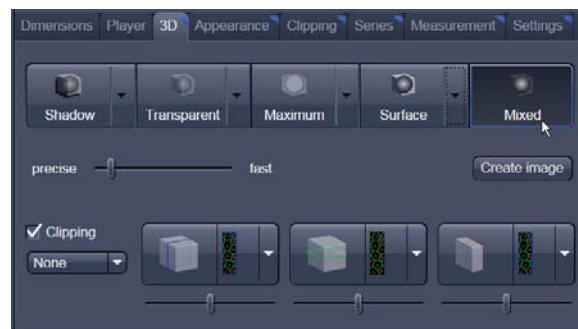 Dimensions Player 3D Appearance Clipping Series Measurement Settings
Shadow Transparent Maximum Surface Mixed
precise fast Create image
Clipping
None